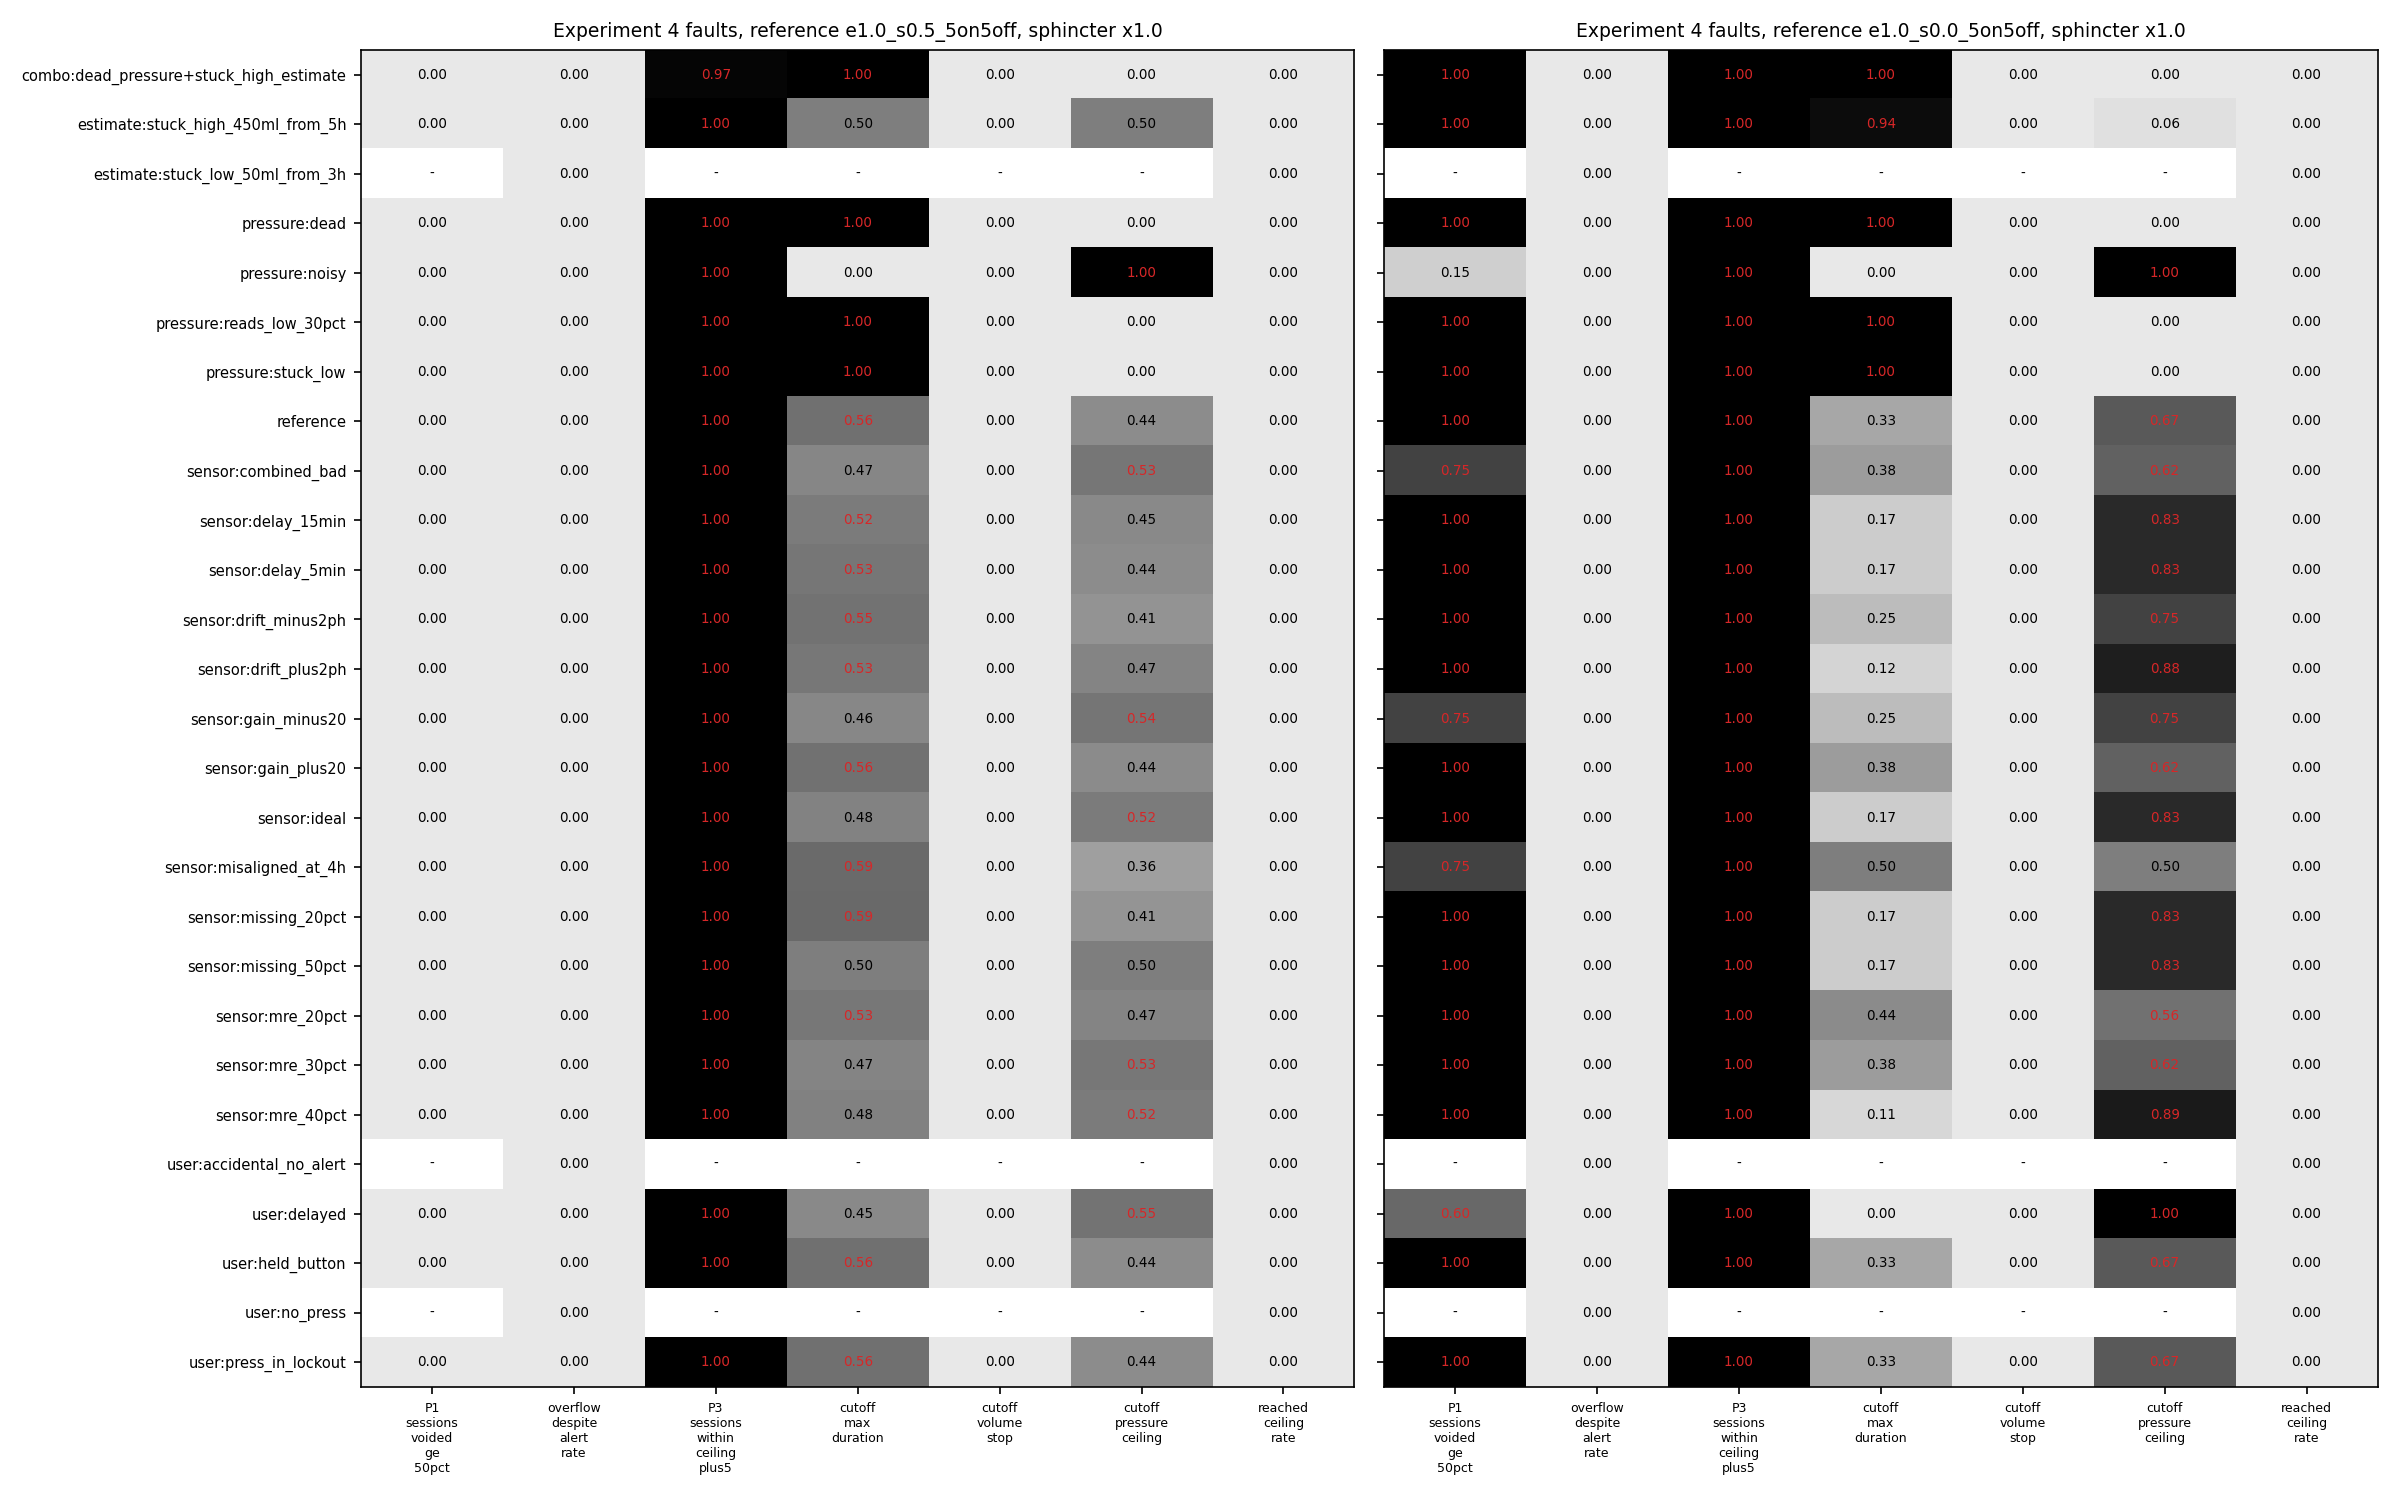 Experiment 4 faults, reference e1.0_s0.5_5on5off, sphincter x1.0
Experiment 4 faults, reference e1.0_s0.0_5on5off, sphincter x1.0
combo:dead_pressure+stuck_high_estimate 0.00 0.00 0.97 1.00 0.00 0.00 0.00 1.00 0.00 1.00 1.00 0.00 0.00 0.00
estimate:stuck_high_450ml_from_5h 0.00 0.00 1.00 0.50 0.00 0.50 0.00 1.00 0.00 1.00 0.94 0.00 0.06 0.00
estimate:stuck_low_50ml_from_3h - 0.00 - - - - 0.00 - 0.00 - - - - 0.00
pressure:dead 0.00 0.00 1.00 1.00 0.00 0.00 0.00 1.00 0.00 1.00 1.00 0.00 0.00 0.00
pressure:noisy 0.00 0.00 1.00 0.00 0.00 1.00 0.00 0.15 0.00 1.00 0.00 0.00 1.00 0.00
pressure:reads_low_30pct 0.00 0.00 1.00 1.00 0.00 0.00 0.00 1.00 0.00 1.00 1.00 0.00 0.00 0.00
pressure:stuck_low 0.00 0.00 1.00 1.00 0.00 0.00 0.00 1.00 0.00 1.00 1.00 0.00 0.00 0.00
reference 0.00 0.00 1.00 0.56 0.00 0.44 0.00 1.00 0.00 1.00 0.33 0.00 0.67 0.00
sensor:combined_bad 0.00 0.00 1.00 0.47 0.00 0.53 0.00 0.75 0.00 1.00 0.38 0.00 0.62 0.00
sensor:delay_15min 0.00 0.00 1.00 0.52 0.00 0.45 0.00 1.00 0.00 1.00 0.17 0.00 0.83 0.00
sensor:delay_5min 0.00 0.00 1.00 0.53 0.00 0.44 0.00 1.00 0.00 1.00 0.17 0.00 0.83 0.00
sensor:drift_minus2ph 0.00 0.00 1.00 0.55 0.00 0.41 0.00 1.00 0.00 1.00 0.25 0.00 0.75 0.00
sensor:drift_plus2ph 0.00 0.00 1.00 0.53 0.00 0.47 0.00 1.00 0.00 1.00 0.12 0.00 0.88 0.00
sensor:gain_minus20 0.00 0.00 1.00 0.46 0.00 0.54 0.00 0.75 0.00 1.00 0.25 0.00 0.75 0.00
sensor:gain_plus20 0.00 0.00 1.00 0.56 0.00 0.44 0.00 1.00 0.00 1.00 0.38 0.00 0.62 0.00
sensor:ideal 0.00 0.00 1.00 0.48 0.00 0.52 0.00 1.00 0.00 1.00 0.17 0.00 0.83 0.00
sensor:misaligned_at_4h 0.00 0.00 1.00 0.59 0.00 0.36 0.00 0.75 0.00 1.00 0.50 0.00 0.50 0.00
sensor:missing_20pct 0.00 0.00 1.00 0.59 0.00 0.41 0.00 1.00 0.00 1.00 0.17 0.00 0.83 0.00
sensor:missing_50pct 0.00 0.00 1.00 0.50 0.00 0.50 0.00 1.00 0.00 1.00 0.17 0.00 0.83 0.00
sensor:mre_20pct 0.00 0.00 1.00 0.53 0.00 0.47 0.00 1.00 0.00 1.00 0.44 0.00 0.56 0.00
sensor:mre_30pct 0.00 0.00 1.00 0.47 0.00 0.53 0.00 1.00 0.00 1.00 0.38 0.00 0.62 0.00
sensor:mre_40pct 0.00 0.00 1.00 0.48 0.00 0.52 0.00 1.00 0.00 1.00 0.11 0.00 0.89 0.00
user:accidental_no_alert - 0.00 - - - - 0.00 - 0.00 - - - - 0.00
user:delayed 0.00 0.00 1.00 0.45 0.00 0.55 0.00 0.60 0.00 1.00 0.00 0.00 1.00 0.00
user:held_button 0.00 0.00 1.00 0.56 0.00 0.44 0.00 1.00 0.00 1.00 0.33 0.00 0.67 0.00
user:no_press - 0.00 - - - - 0.00 - 0.00 - - - - 0.00
user:press_in_lockout 0.00 0.00 1.00 0.56 0.00 0.44 0.00 1.00 0.00 1.00 0.33 0.00 0.67 0.00
P1
sessions
voided
ge
50pct
overflow
despite
alert
rate
P3
sessions
within
ceiling
plus5
cutoff
max
duration
cutoff
volume
stop
cutoff
pressure
ceiling
reached
ceiling
rate
P1
sessions
voided
ge
50pct
overflow
despite
alert
rate
P3
sessions
within
ceiling
plus5
cutoff
max
duration
cutoff
volume
stop
cutoff
pressure
ceiling
reached
ceiling
rate